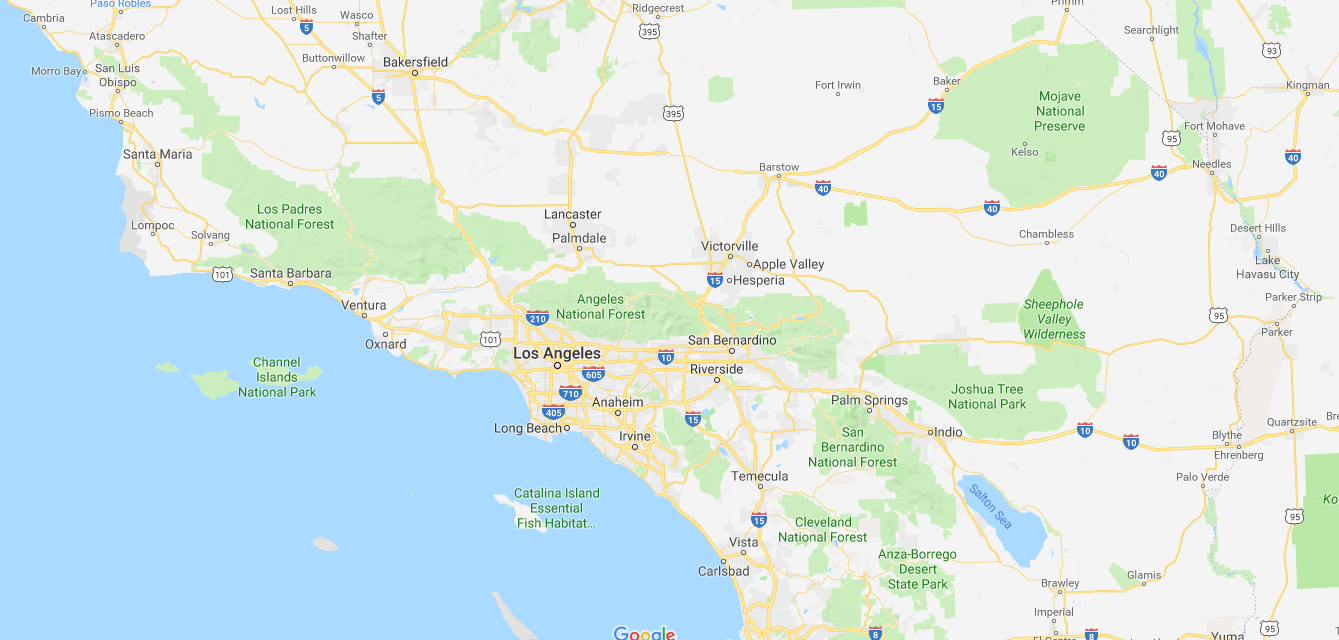 Cambria
Paso Robles
Lost Hills
Wasco
Ridgecrest
Primm
5
395
Searchlight
93
Atascadero
Shafter
Buttonwillow
Bakersfield
Morro Bay
San Luis
Obispo
5
Fort Irwin
Baker
15
Kingman
Mojave
National
Preserve
Pismo Beach
395
Fort Mohave
95
Kelso
Santa Maria
Barstow
40
Needles
40
40
40
Los Padres
National Forest
Lancaster
Lompoc
Solvang
Palmdale
Victorville
Chambless
Desert Hills
Apple Valley
Lake
Havasu City
101
Santa Barbara
15
Hesperia
Ventura
Angeles
National Forest
Sheephole
Valley
Wilderness
Parker Strip
210
95
Parker
Oxnard
101
San Bernardino
Los Angeles
10
605
Riverside
Channel
Islands
National Park
710
Joshua Tree
National Park
Palm Springs
Anaheim
405
15
Long Beach
Irvine
Indio
10
10
San
Bernardino
National Forest
Quartzsite
Blythe
Ehrenberg
Temecula
Palo Verde
Salton Sea
Catalina Island
Essential
Fish Habitat...
Ko
95
15
Cleveland
National Forest
Vista
Carlsbad
Anza-Borrego
Desert
State Park
Glamis
Brawley
Imperial
El Centro
8
8
95
Yuma
Google